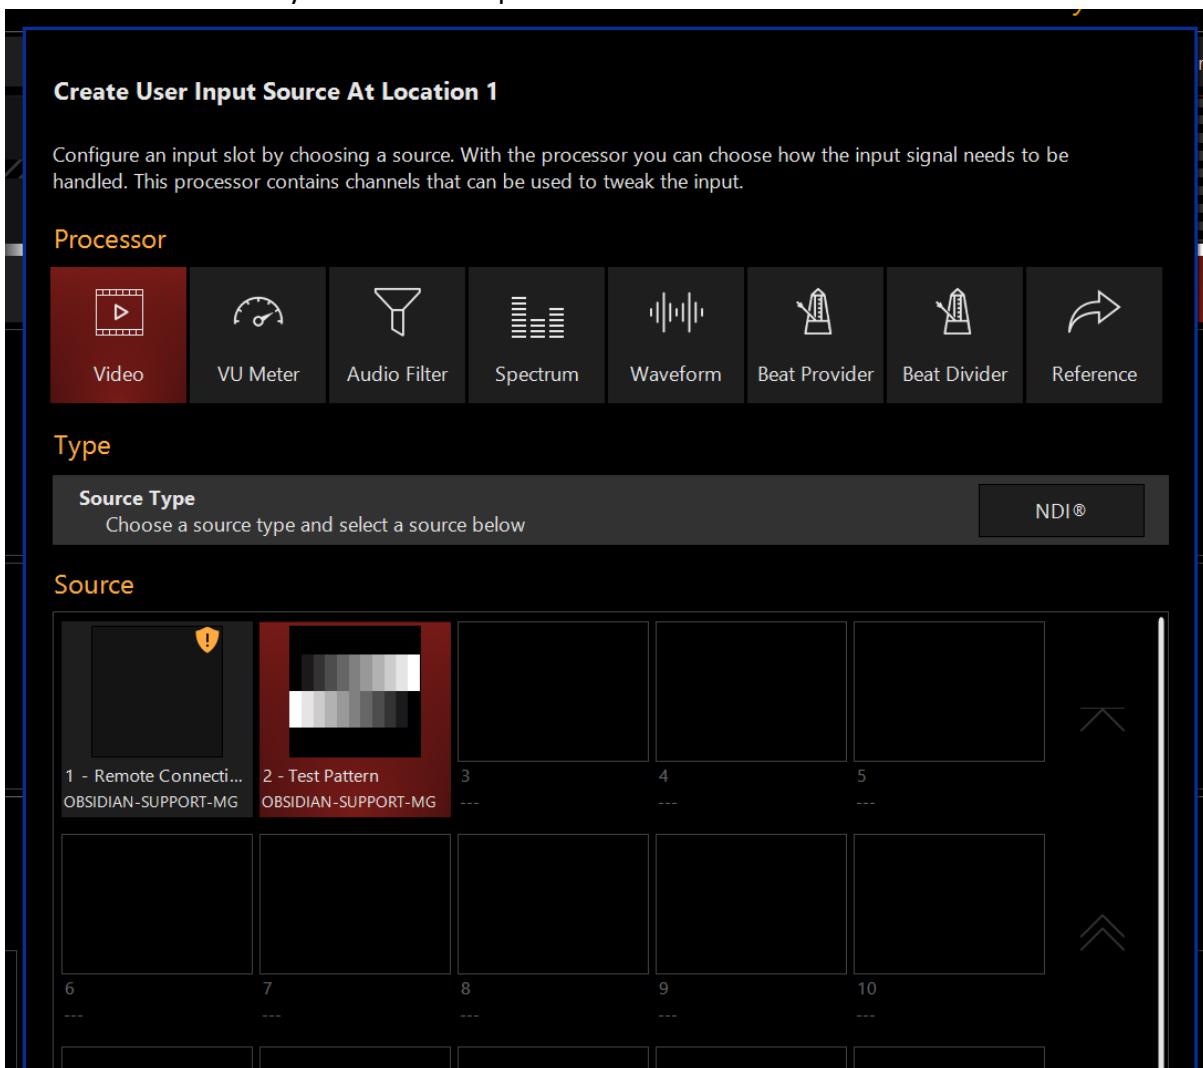 Create User Input Source At Location 1
Configure an input slot by choosing a source. With the processor you can choose how the input signal needs to be
handled. This processor contains channels that can be used to tweak the input.
Processor
Video
VU Meter
Audio Filter
Spectrum
Waveform
Beat Provider
Beat Divider
Reference
Type
Source Type
Choose a source type and select a source below
NDI®
Source
1 - Remote Connecti...
OBSIDIAN-SUPPORT-MG
2 - Test Pattern
OBSIDIAN-SUPPORT-MG
3
---
4
---
5
---
6
---
7
---
8
---
9
---
10
---